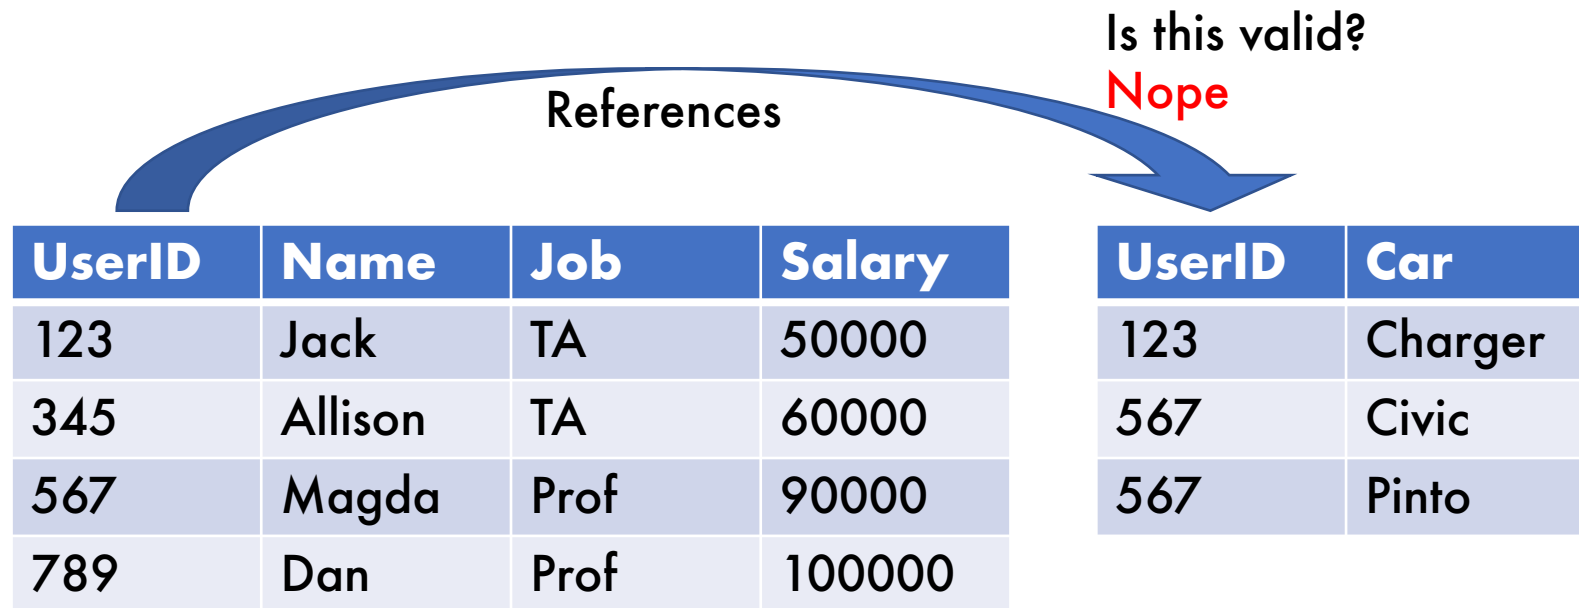 Is this valid?
Nope
References
UserID Name Job Salary
123 Jack TA 50000
345 Allison TA 60000
567 Magda Prof 90000
789 Dan Prof 100000
UserID Car
123 Charger
567 Civic
567 Pinto